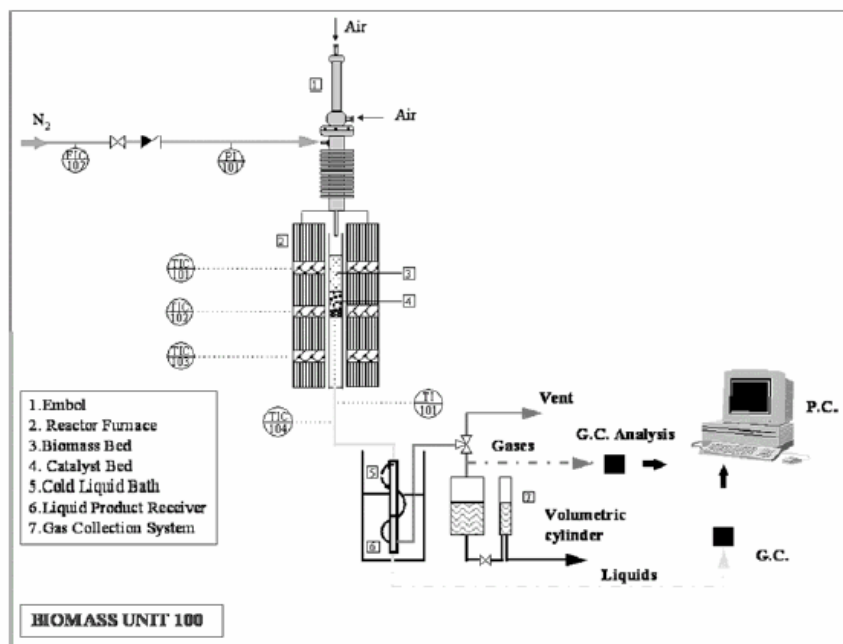 Air
1
Air
N2
FIC
102
PI
101
2
TIC
101
3
4
TIC
102
TIC
103
TI
101
TIC
104
1.Embol
2. Reactor Furnace
3.Biomass Bed
4. Catalyst Bed
5.Cold Liquid Bath
6.Liquid Product Receiver
7.Gas Collection System
Vent
P.C.
G.C. Analysis
Gases
5
7
Volumetric
cylinder
6
G.C.
Liquids
BIOMASS UNIT 100